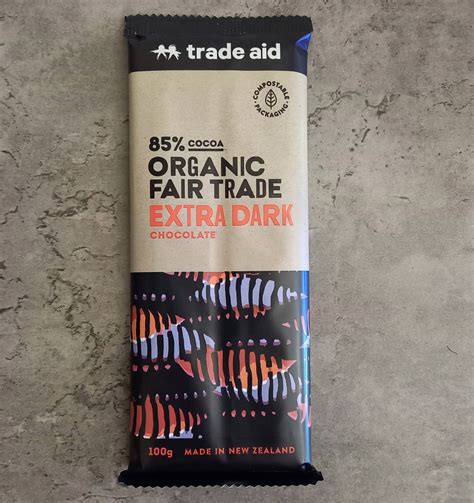 trade aid
COMPOSTABLE
PACKAGING
85% COCOA
ORGANIC
FAIR TRADE
EXTRA DARK
CHOCOLATE
100g MADE IN NEW ZEALAND